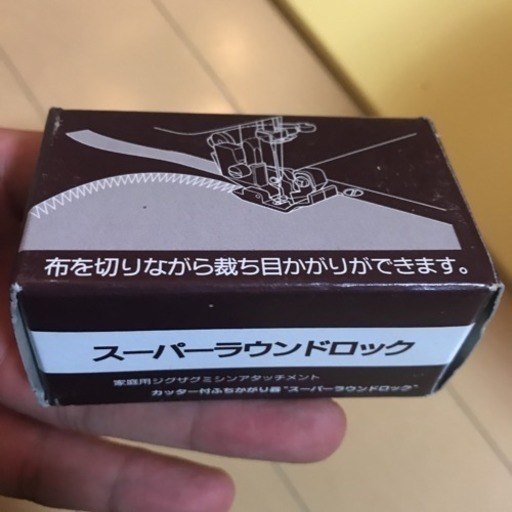 布を切りながら裁ち目かがりができます。
スーパーラウンドロック
家庭用ジグザグミシンアタッチメント
カッター付ふちかがり器"スーパーラウンドロック"